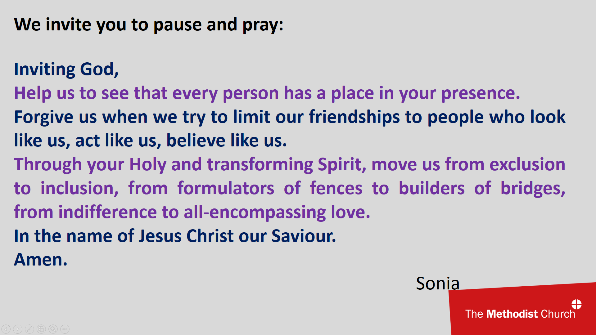 We invite you to pause and pray:
Inviting God,
Help us to see that every person has a place in your presence.
Forgive us when we try to limit our friendships to people who look
like us, act like us, believe like us.
Through your Holy and transforming Spirit, move us from exclusion
to inclusion, from formulators of fences to builders of bridges,
from indifference to all-encompassing love.
In the name of Jesus Christ our Saviour.
Amen.
Sonia
The Methodist Church